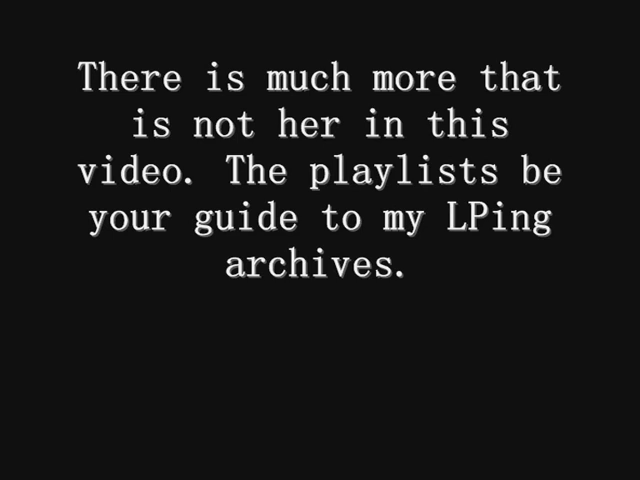 There is much more that
is not her in this
video. The playlists be
your guide to my LPing
archives.